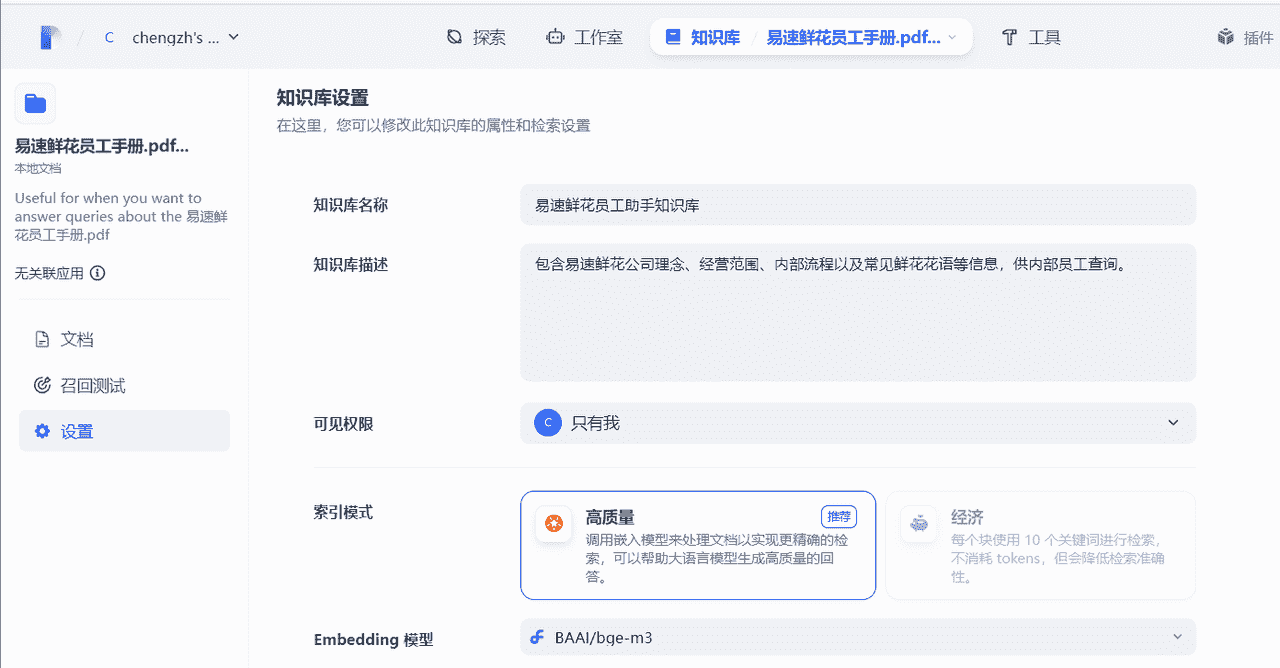 C chengzh's ...
探索
工作室
知识库 / 易速鲜花员工手册.pdf...
工具
插件
易速鲜花员工手册.pdf...
本地文档
Useful for when you want to
answer queries about the 易速鲜
花员工手册.pdf
无关联应用
文档
召回测试
设置
知识库设置
在这里，您可以修改此知识库的属性和检索设置
知识库名称
易速鲜花员工助手知识库
知识库描述
包含易速鲜花公司理念、经营范围、内部流程以及常见鲜花花语等信息，供内部员工查询。
可见权限
C 只有我
索引模式
高质量
推荐
调用嵌入模型来处理文档以实现更精确的检
索，可以帮助大语言模型生成高质量的回
答。
经济
每个块使用 10 个关键词进行检索，
不消耗 tokens，但会降低检索准确
性。
Embedding 模型
BAAI/bge-m3